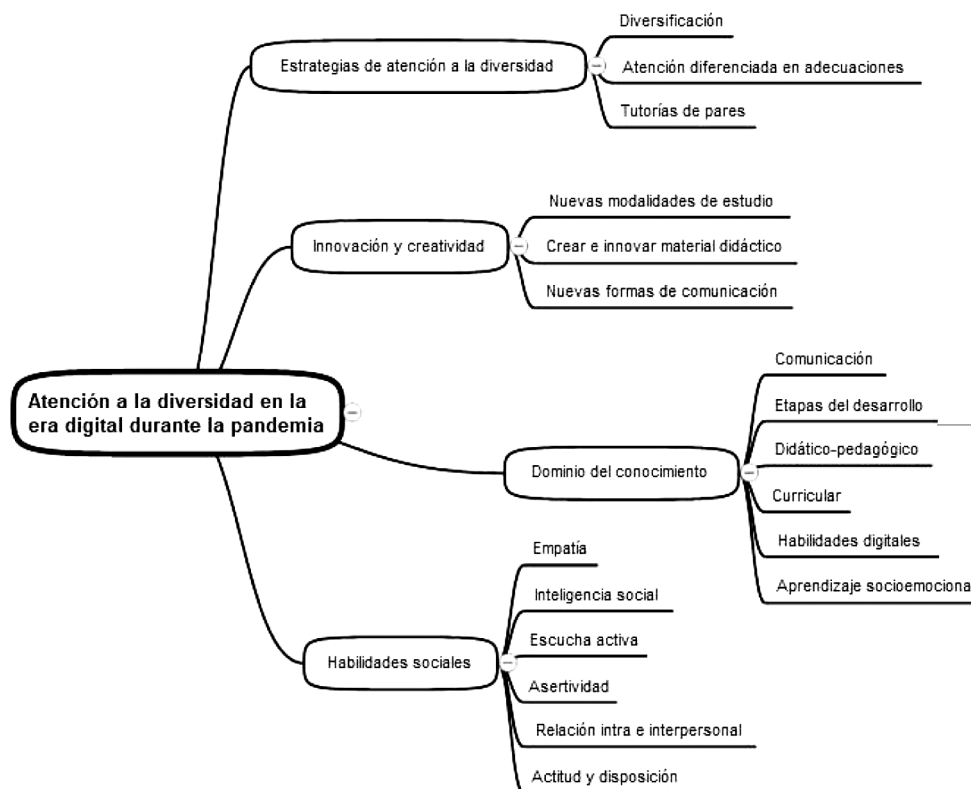 Atención a la diversidad en la
era digital durante la pandemia
Estrategias de atención a la diversidad
Diversificación
Atención diferenciada en adecuaciones
Tutorías de pares
Innovación y creatividad
Nuevas modalidades de estudio
Crear e innovar material didáctico
Nuevas formas de comunicación
Dominio del conocimiento
Comunicación
Etapas del desarrollo
Didático-pedagógico
Curricular
Habilidades digitales
Aprendizaje socioemociona
Habilidades sociales
Empatía
Inteligencia social
Escucha activa
Asertividad
Relación intra e interpersonal
Actitud y disposición